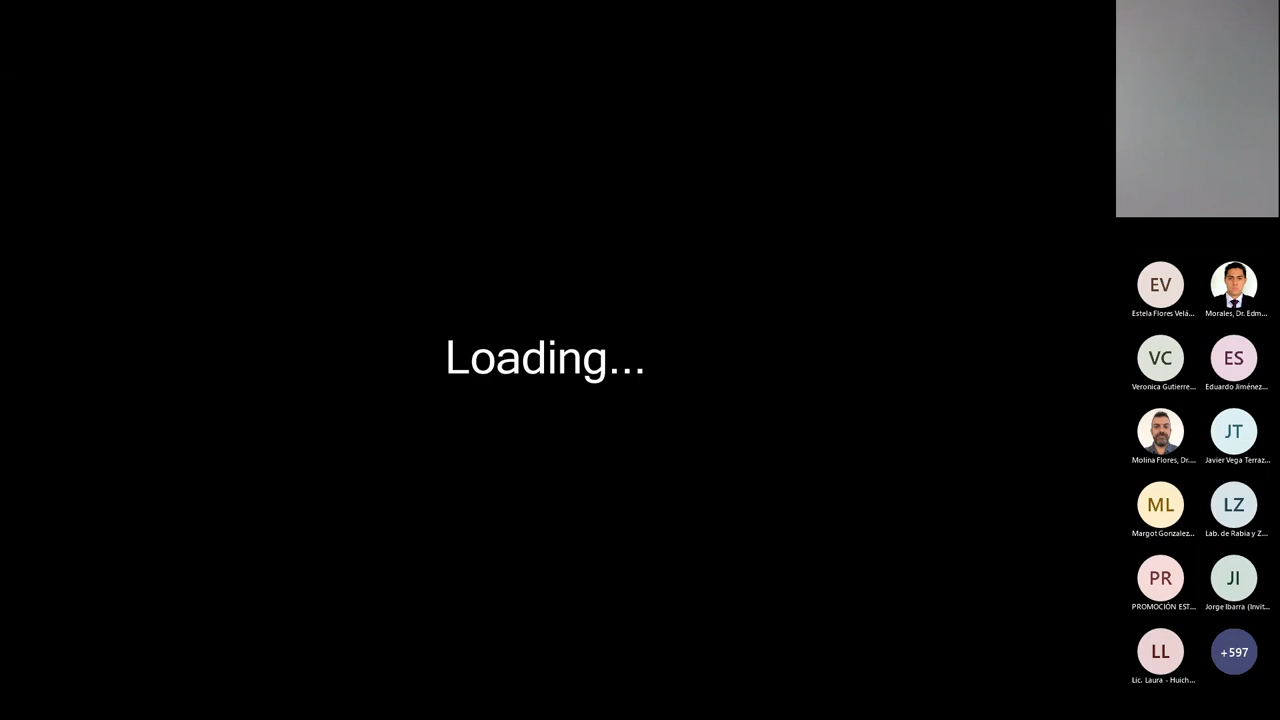 Loading...
EV
Estela Flores Velá...
Morales, Dr. Edm...
VC
Veronica Gutierre...
ES
Eduardo Jiménez...
Molina Flores, Dr....
JT
Javier Vega Terraz...
ML
Margot Gonzalez...
LZ
Lab. de Rabia y Z...
PR
PROMOCIÓN EST...
JI
Jorge Ibarra (Invit...
LL
Lic. Laura - Huich...
+597